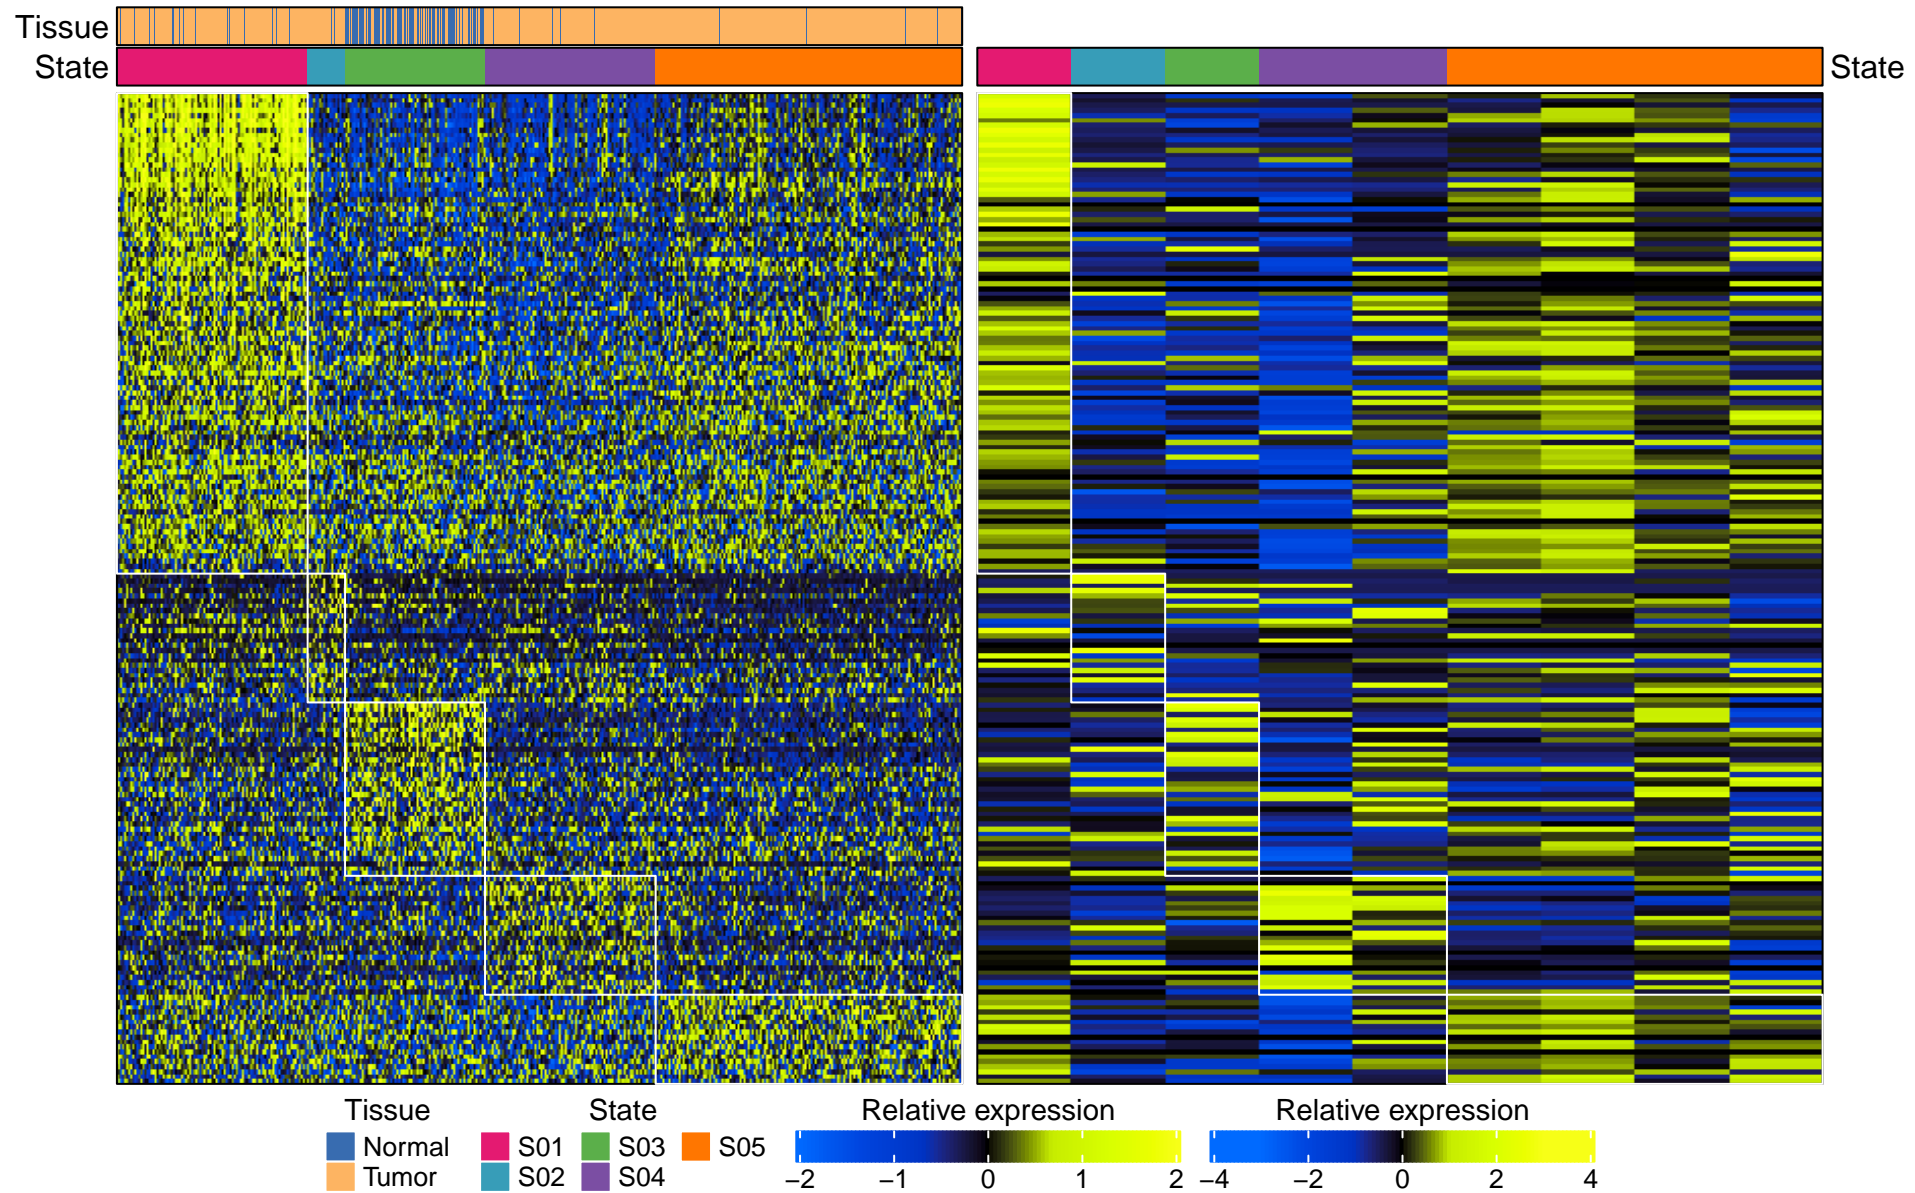 Tissue
State
State
Tissue
Normal
Tumor
State
S01
S03
S05
S02
S04
Relative expression
−2 −1 0 1 2
Relative expression
−4 −2 0 2 4